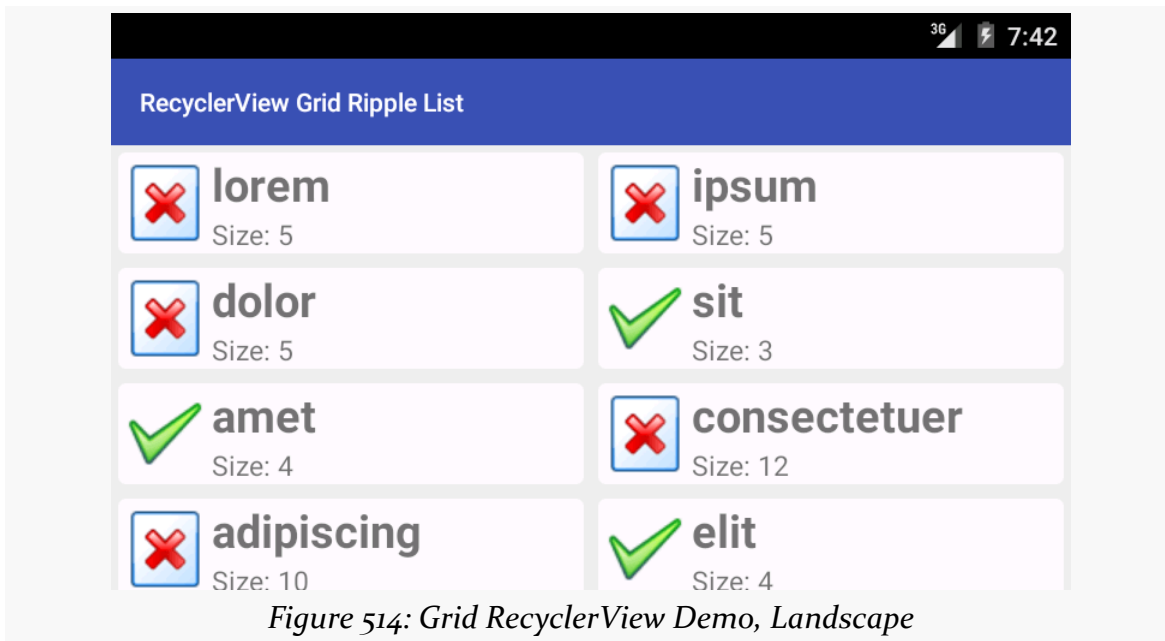 3G 7:42
RecyclerView Grid Ripple List
lorem
Size: 5
ipsum
Size: 5
dolor
Size: 5
sit
Size: 3
amet
Size: 4
consectetuer
Size: 12
adipiscing
Size: 10
elit
Size: 4
Figure 514: Grid RecyclerView Demo, Landscape